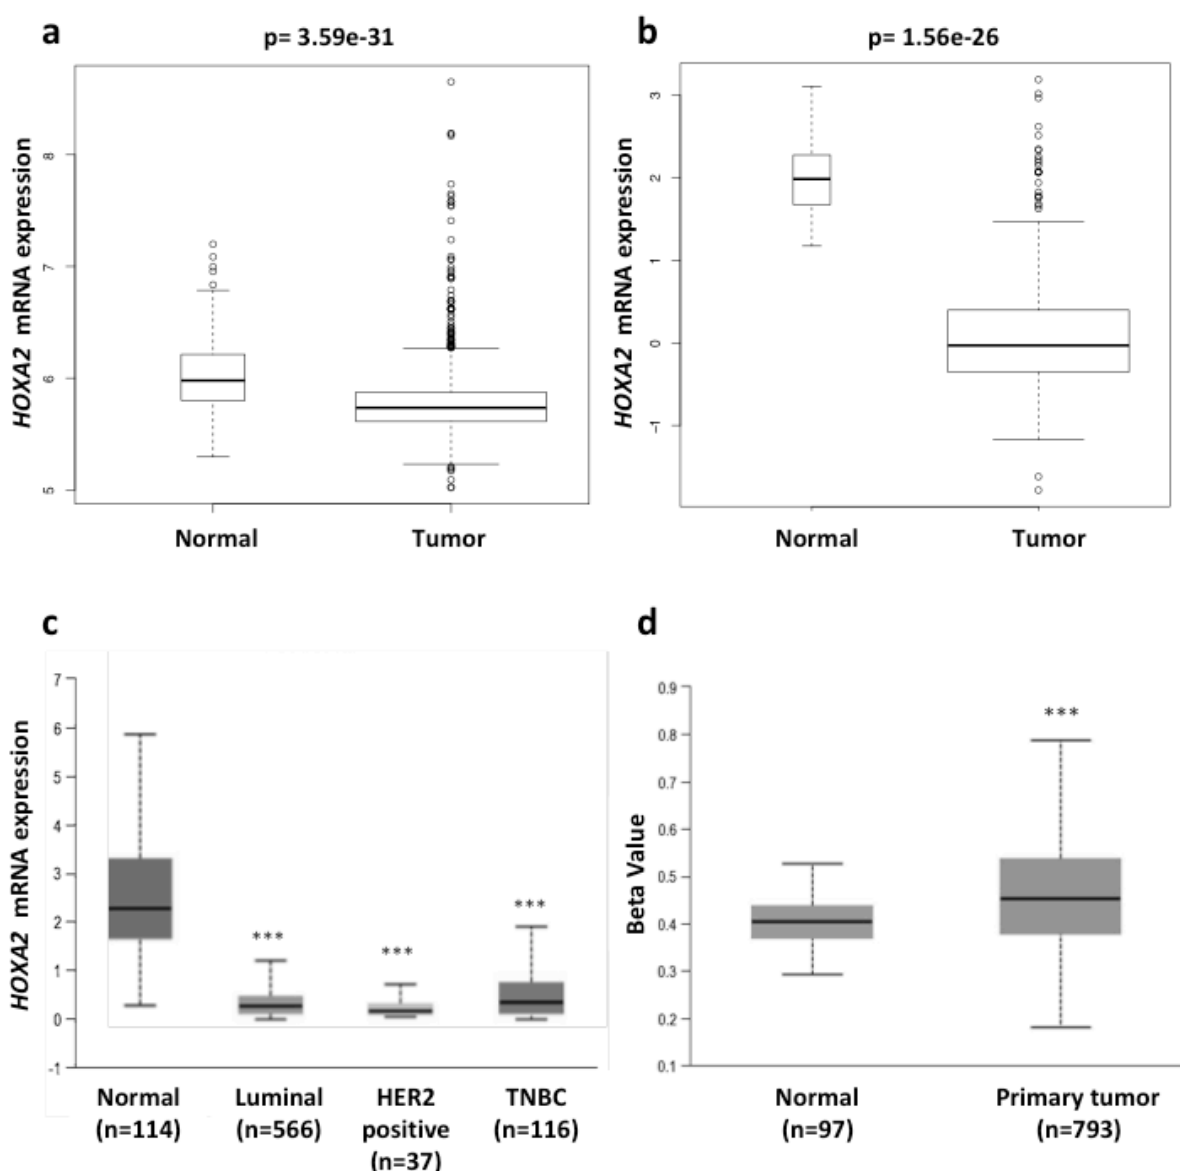 a
p= 3.59e-31
HOXA2 mRNA expression
8
7
6
5
Normal
Tumor
b
p= 1.56e-26
HOXA2 mRNA expression
3
2
1
0
-1
Normal
Tumor
c
HOXA2 mRNA expression
7
6
5
4
3
2
1
0
-1
***
***
***
Normal
(n=114)
Luminal
(n=566)
HER2
positive
(n=37)
TNBC
(n=116)
d
Beta Value
0.9
0.8
0.7
0.6
0.5
0.4
0.3
0.2
0.1
***
Normal
(n=97)
Primary tumor
(n=793)